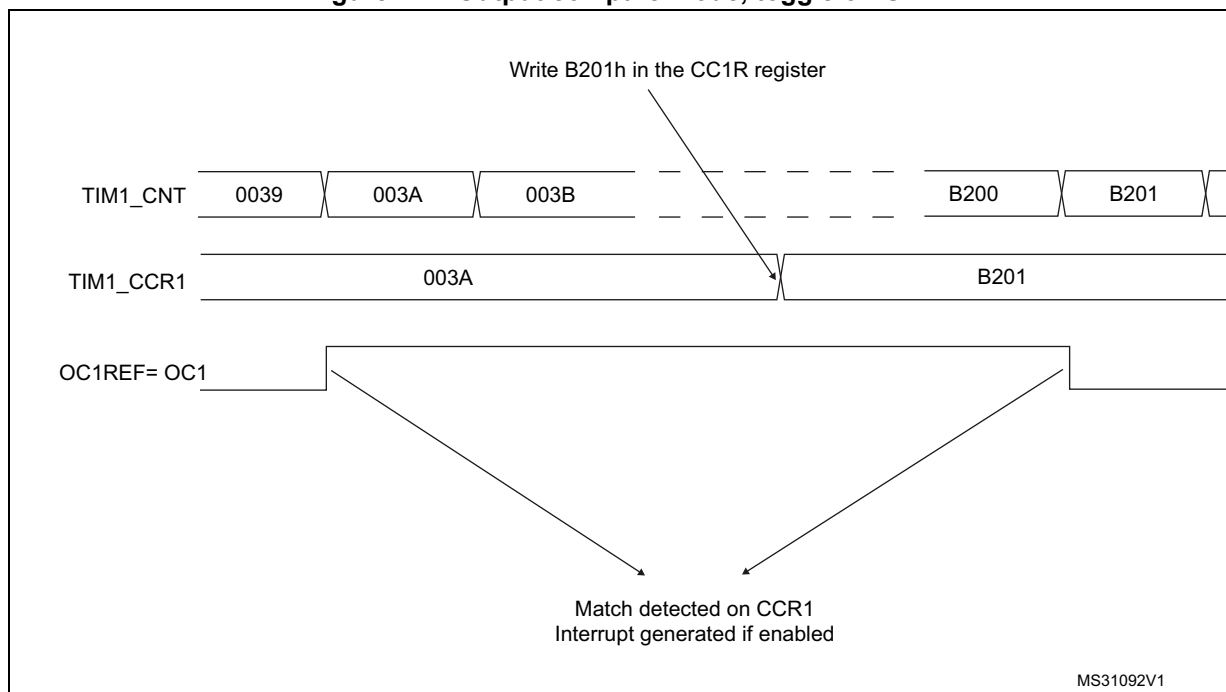 Write B201h in the CC1R register
TIM1_CNT 0039 003A 003B B200 B201
TIM1_CCR1 003A B201
OC1REF= OC1
Match detected on CCR1
Interrupt generated if enabled
MS31092V1